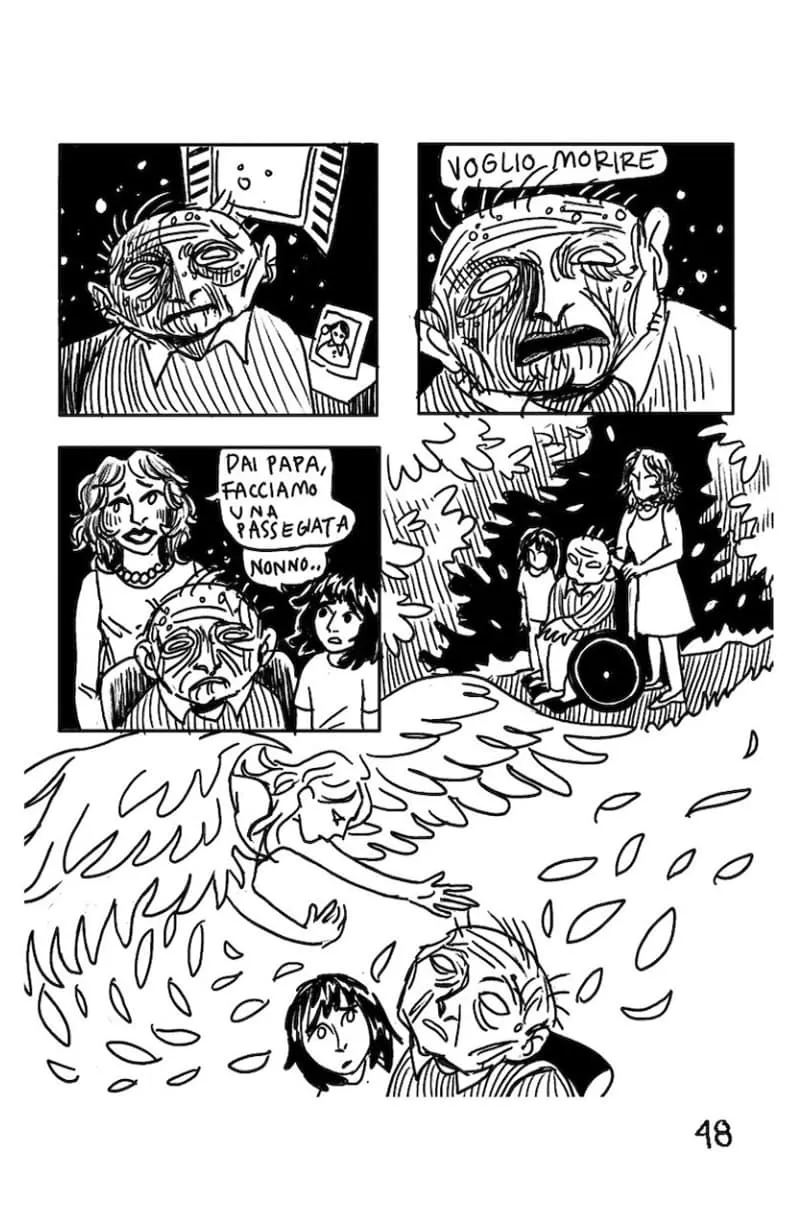 VOGLIO MORIRE
DAI PAPA,
FACCIAMO
UNA
PASSEGIATA
NONNO..
48